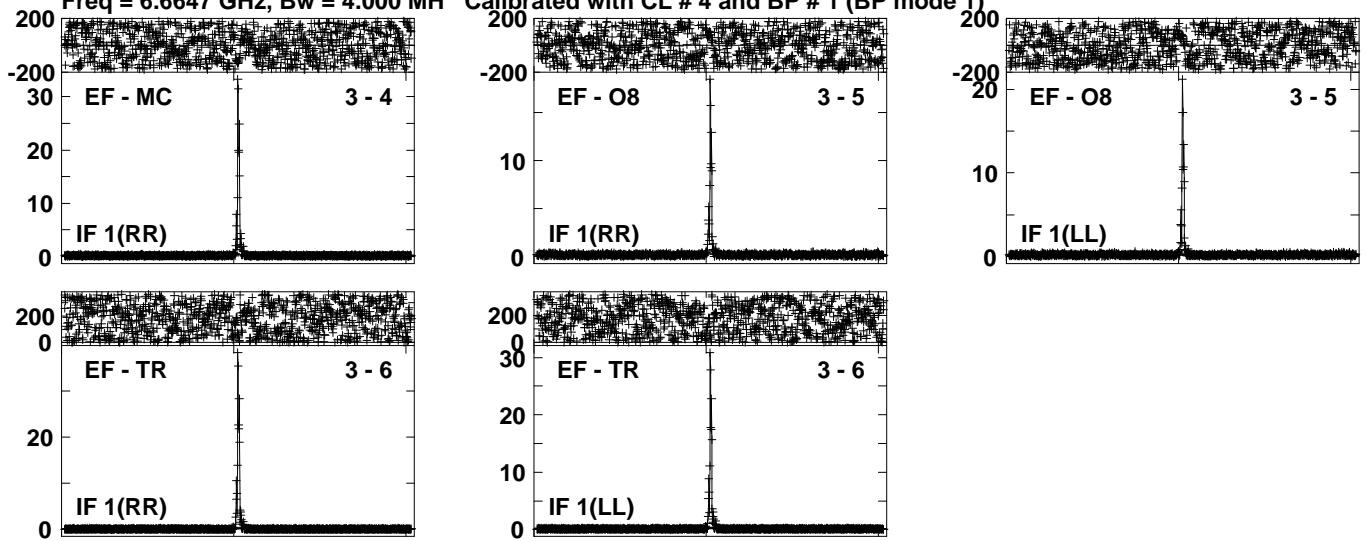 Freq = 6.6647 GHz, Bw = 4.000 MH Calibrated with CL # 4 and BP # 1 (BP mode 1)
200
-200
30
20
10
0
EF - MC 3 - 4
IF 1(RR)
200
-200
10
0
EF - O8 3 - 5
IF 1(RR)
200
-200
20
10
0
EF - O8 3 - 5
IF 1(LL)
200
0
20
0
EF - TR 3 - 6
IF 1(RR)
200
0
30
20
10
0
EF - TR 3 - 6
IF 1(LL)